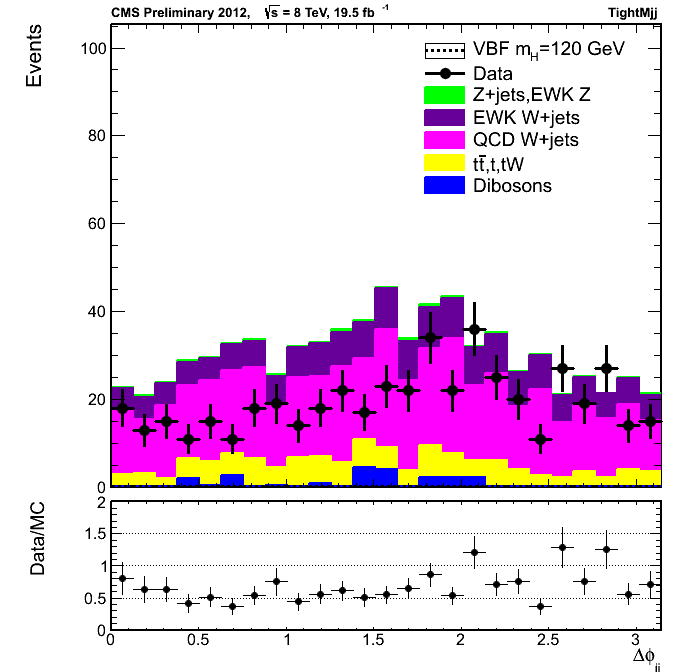 CMS Preliminary 2012, √s = 8 TeV, 19.5 fb⁻¹ TightMjj
Events
100
80
60
40
20
0
VBF m_H=120 GeV
Data
Z+jets,EWK Z
EWK W+jets
QCD W+jets
tt̄,t,tW
Dibosons
Data/MC
2
1.5
1
0.5
0
0 0.5 1 1.5 2 2.5 3
Δϕ_jj